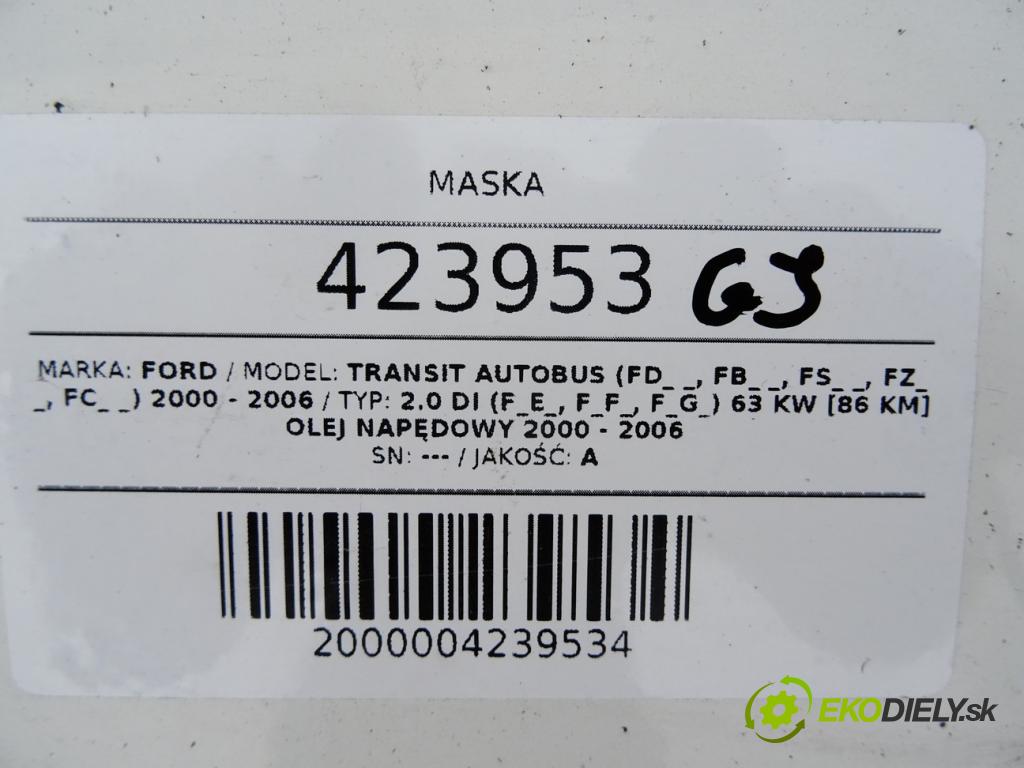 MASKA
423953 GJ
MARKA: FORD / MODEL: TRANSIT AUTOBUS (FD_ _, FB_ _, FS_ _, FZ_
_, FC_ _) 2000 - 2006 / TYP: 2.0 DI (F_E_, F_F_, F_G_) 63 KW [86 KM]
OLEJ NAPĘDOWY 2000 - 2006
SN: --- / JAKOŚĆ: A
2000004239534
EKODIELY.sk